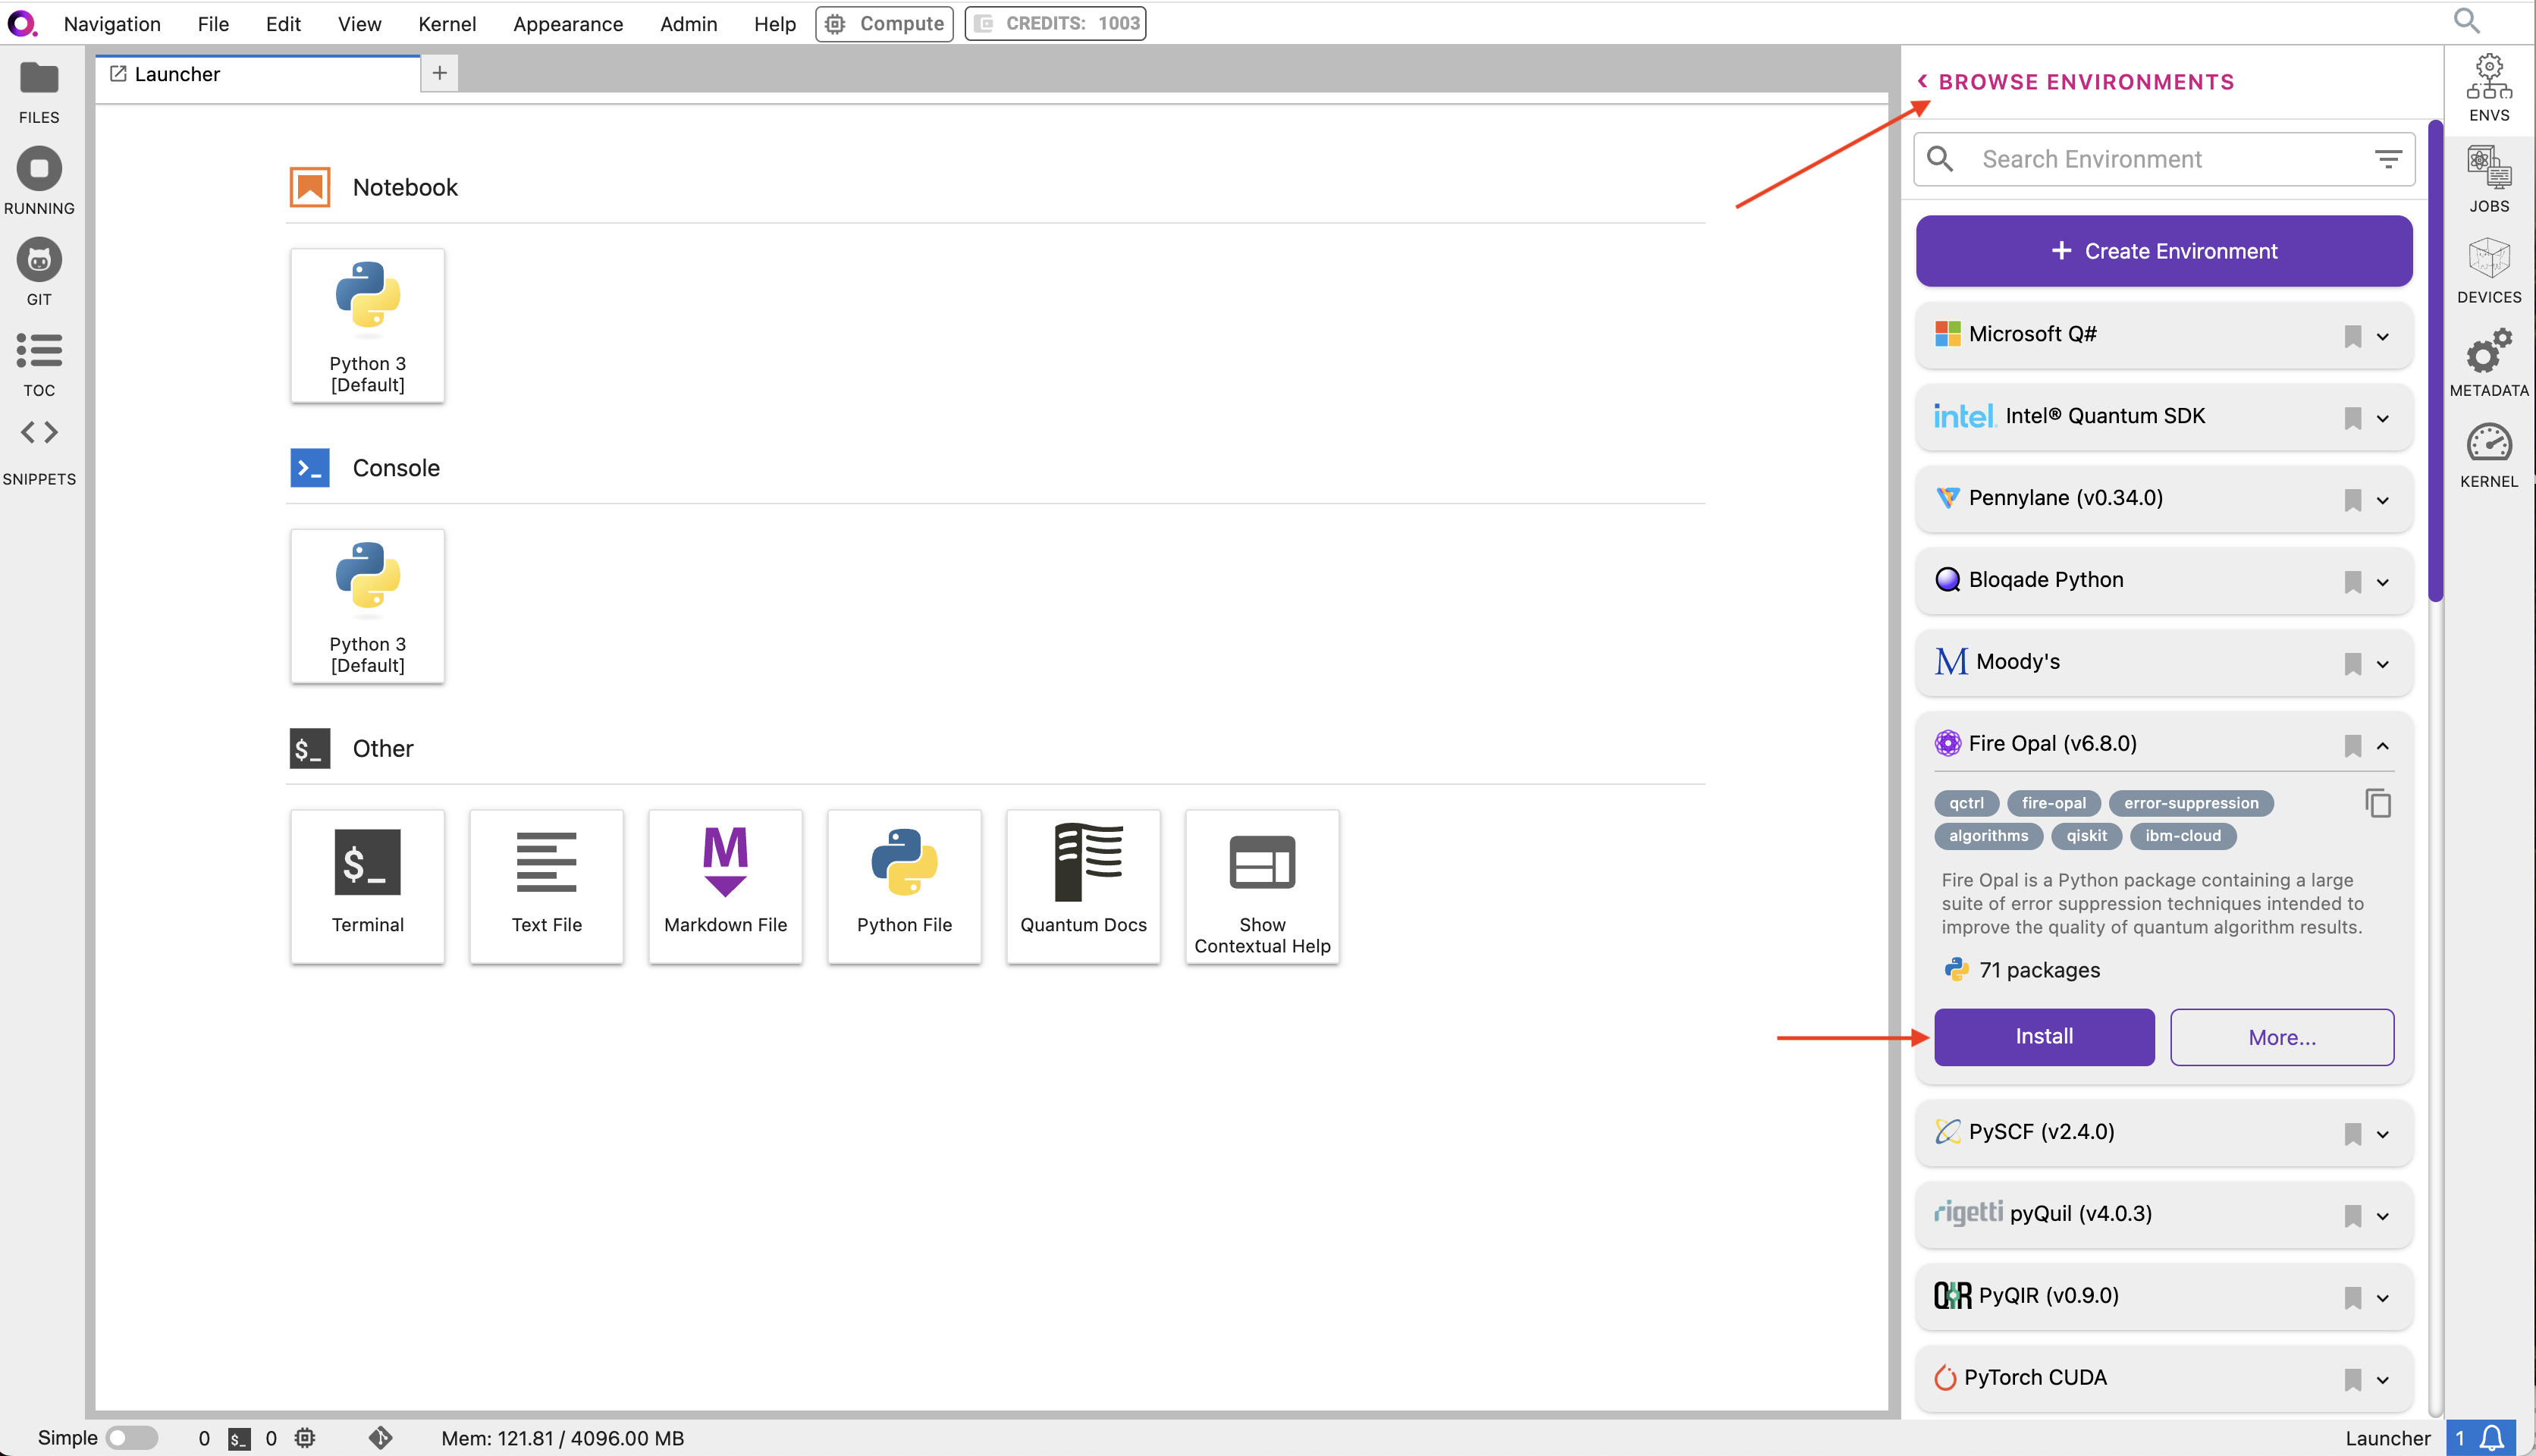 Navigation File Edit View Kernel Appearance Admin Help Compute CREDITS: 1003
FILES
RUNNING
GIT
TOC
SNIPPETS
Launcher
Notebook
Python 3
[Default]
Console
>_
Python 3
[Default]
$_ Other
$_
Terminal
Text File
M
Markdown File
Python File
Quantum Docs
Show
Contextual Help
< BROWSE ENVIRONMENTS
Search Environment
+ Create Environment
Microsoft Q#
intel. Intel® Quantum SDK
Pennylane (v0.34.0)
Bloqade Python
M Moody's
Fire Opal (v6.8.0)
qctrl fire-opal error-suppression
algorithms qiskit ibm-cloud
Fire Opal is a Python package containing a large
suite of error suppression techniques intended to
improve the quality of quantum algorithm results.
71 packages
Install More...
PySCF (v2.4.0)
rigetti pyQuil (v4.0.3)
QIR PyQIR (v0.9.0)
PyTorch CUDA
ENVS
JOBS
DEVICES
METADATA
KERNEL
Simple 0 $_ 0 Mem: 121.81 / 4096.00 MB Launcher 1